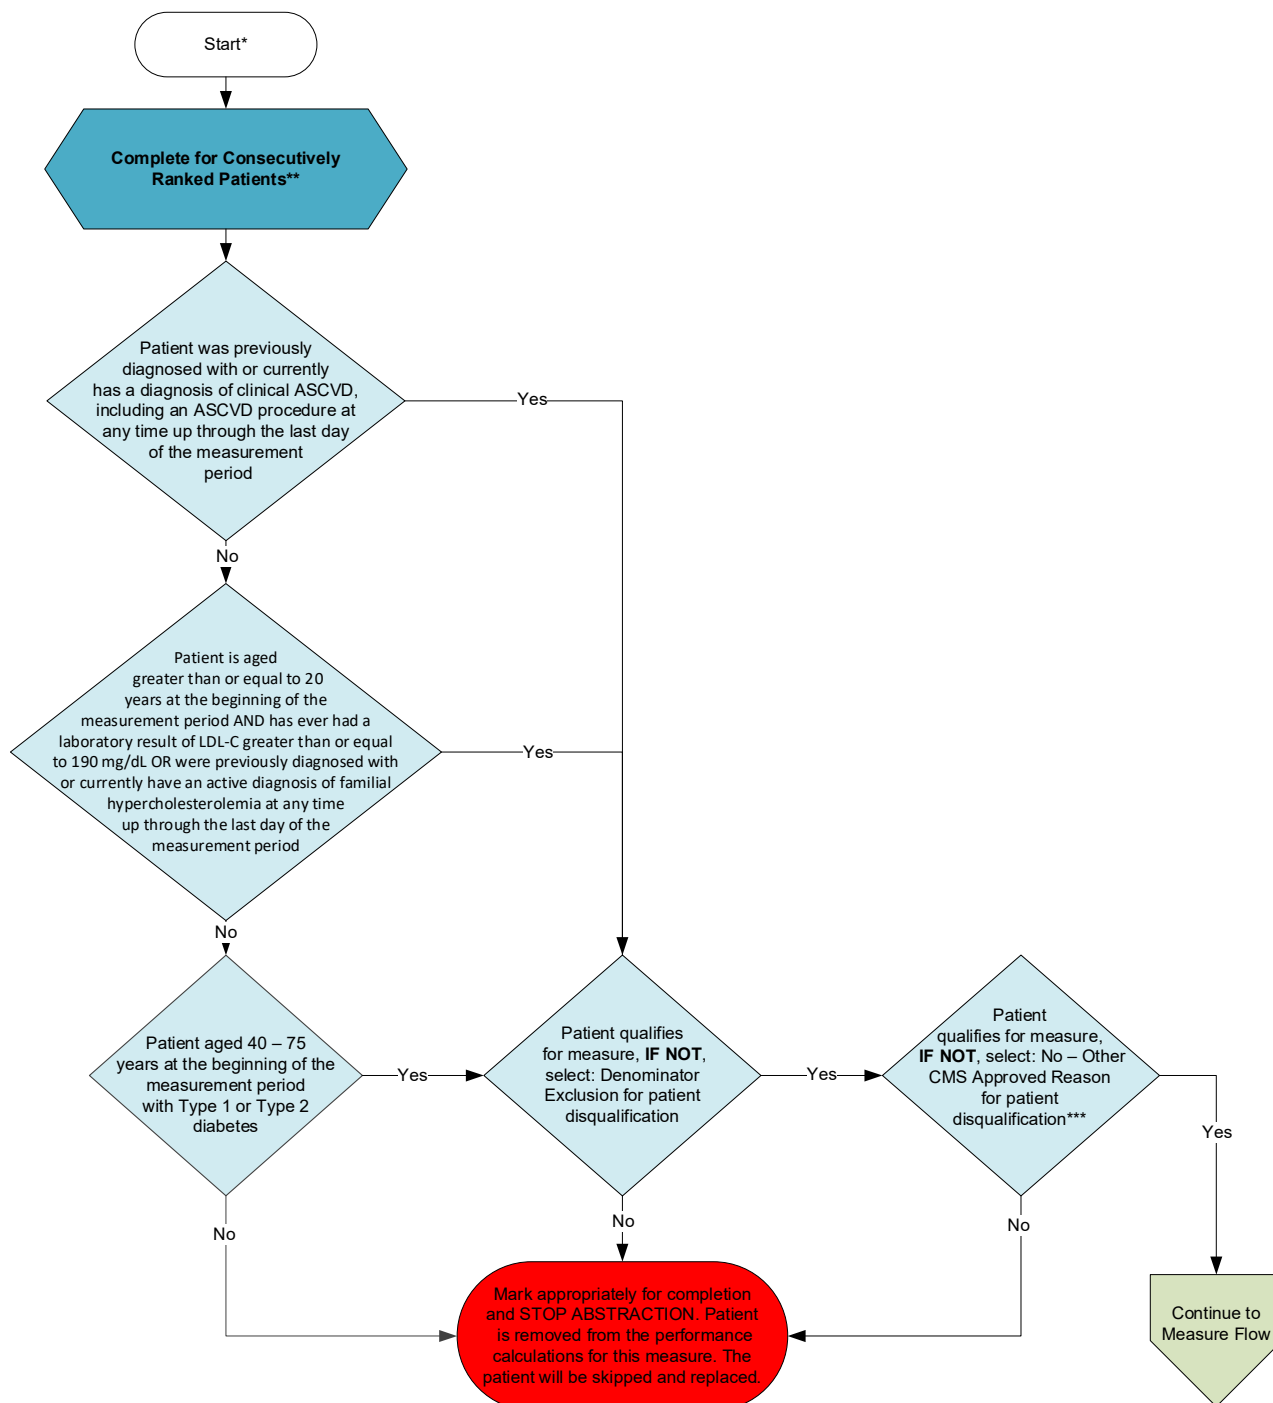 Start*
Complete for Consecutively
Ranked Patients**
Patient was previously
diagnosed with or currently
has a diagnosis of clinical ASCVD,
including an ASCVD procedure at
any time up through the last day
of the measurement
period
Yes
No
Patient is aged
greater than or equal to 20
years at the beginning of the
measurement period AND has ever had a
laboratory result of LDL-C greater than or equal
to 190 mg/dL OR were previously diagnosed with
or currently have an active diagnosis of familial
hypercholesterolemia at any time
up through the last day of the
measurement period
Yes
No
Patient aged 40 – 75
years at the beginning of the
measurement period
with Type 1 or Type 2
diabetes
Yes
No
Patient qualifies
for measure, IF NOT,
select: Denominator
Exclusion for patient
disqualification
Yes
No
Patient
qualifies for measure,
IF NOT, select: No – Other
CMS Approved Reason
for patient
disqualification***
Yes
No
Mark appropriately for completion
and STOP ABSTRACTION. Patient
is removed from the performance
calculations for this measure. The
patient will be skipped and replaced.
Continue to
Measure Flow